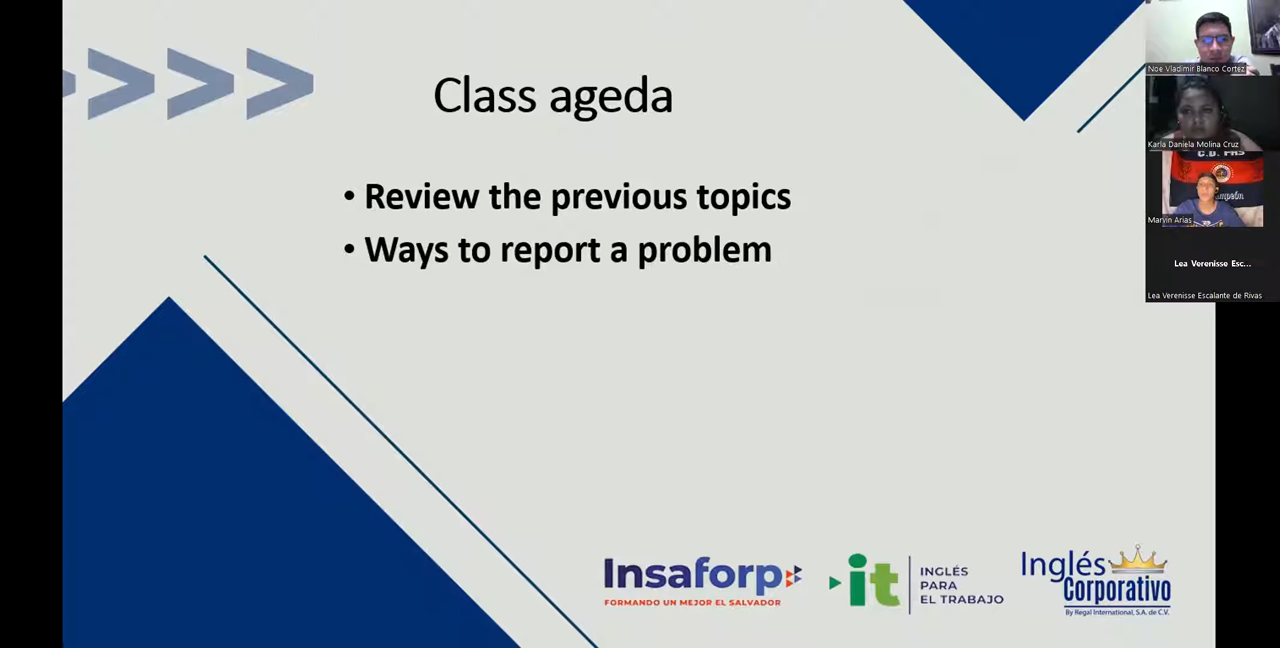 Class ageda
• Review the previous topics
• Ways to report a problem
Insaforp
FORMANDO UN MEJOR EL SALVADOR
it
INGLÉS
PARA
EL TRABAJO
Inglés
Corporativo
By Regal International, S.A. de C.V.
Noe Vladimir Blanco Cortez
Karla Daniela Molina Cruz
C.D. FAS
Marvin Arias
Lea Verenisse Esc...
Lea Verenisse Escalante de Rivas